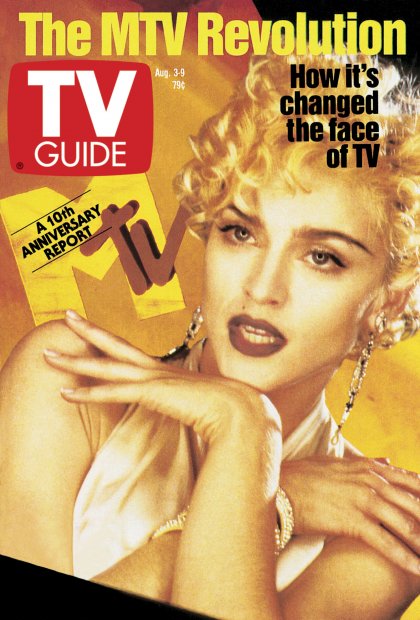 The MTV Revolution
TV
GUIDE
®
Aug. 3-9
79¢
How it's
changed
the face
of TV
A 10th
ANNIVERSARY
REPORT
MTV